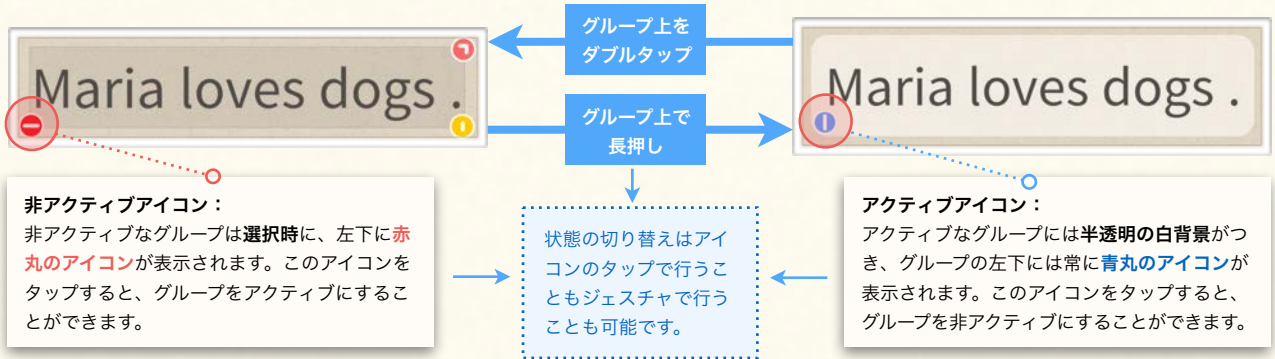 グループ上を
ダブルタップ
Maria loves dogs .
Maria loves dogs .
グループ上で
長押し
非アクティブアイコン：
非アクティブなグループは選択時に、左下に赤
丸のアイコンが表示されます。このアイコンを
タップすると、グループをアクティブにするこ
とができます。
状態の切り替えはアイ
コンのタップで行うこ
ともジェスチャで行う
ことも可能です。
アクティブアイコン：
アクティブなグループには半透明の白背景がつ
き、グループの左下には常に青丸のアイコンが
表示されます。このアイコンをタップすると、
グループを非アクティブにすることができます。